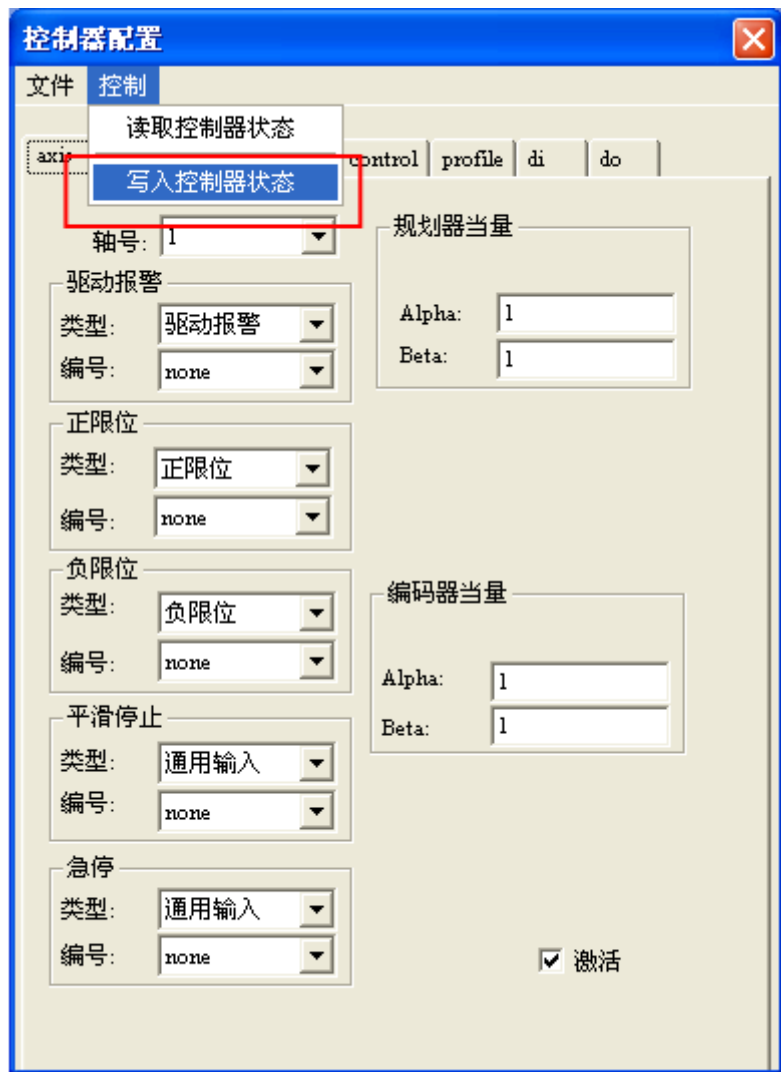 控制器配置
文件 控制
读取控制器状态
写入控制器状态
control profile di do
轴号: 1
驱动报警
类型: 驱动报警
编号: none
正限位
类型: 正限位
编号: none
负限位
类型: 负限位
编号: none
平滑停止
类型: 通用输入
编号: none
急停
类型: 通用输入
编号: none
规划器当量
Alpha: 1
Beta: 1
编码器当量
Alpha: 1
Beta: 1
激活